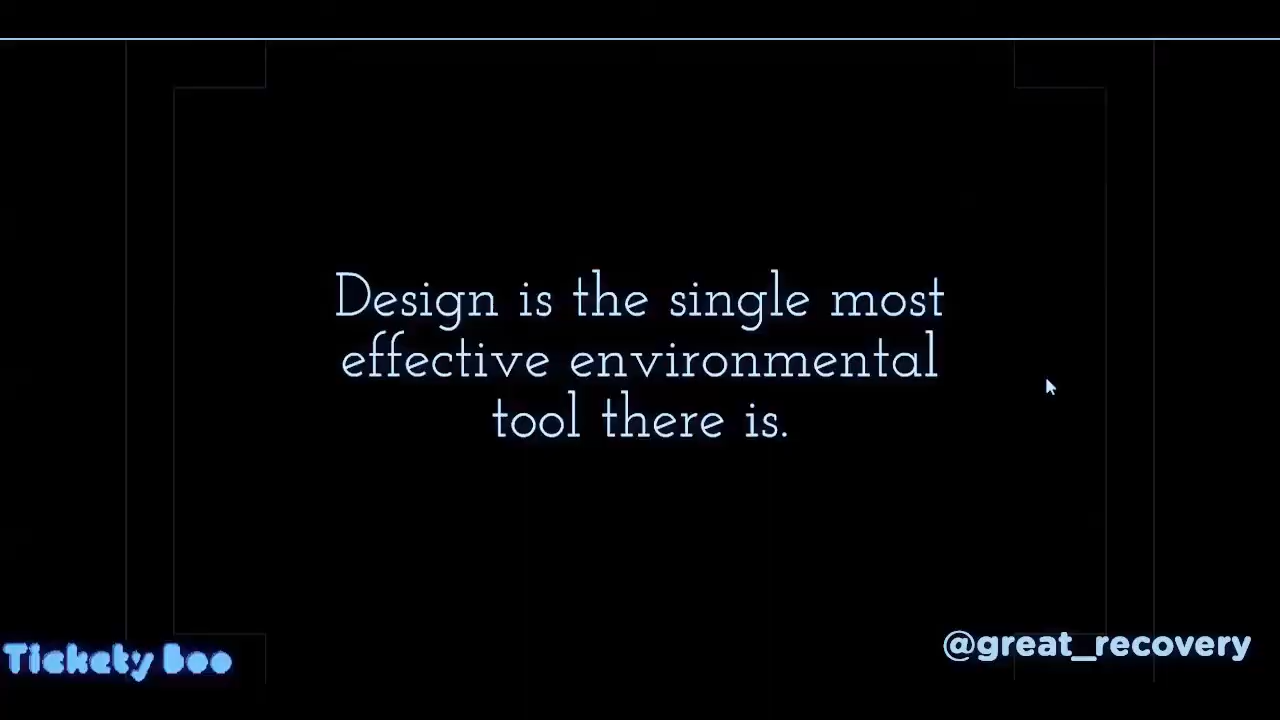 Design is the single most
effective environmental
tool there is.
Tickety Boo
@great_recovery